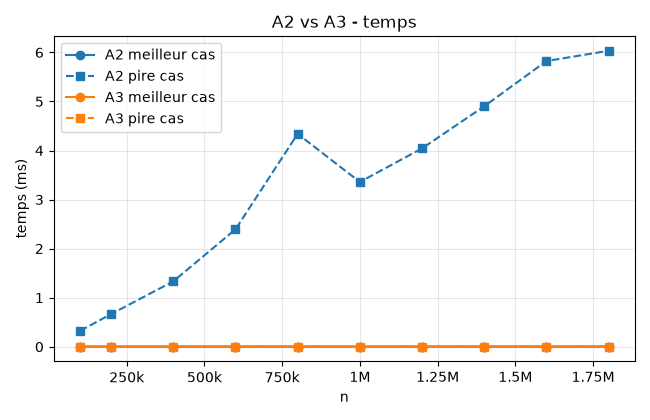 A2 vs A3 - temps
A2 meilleur cas
A2 pire cas
A3 meilleur cas
A3 pire cas
temps (ms)
6
5
4
3
2
1
0
250k 500k 750k 1M 1.25M 1.5M 1.75M
n